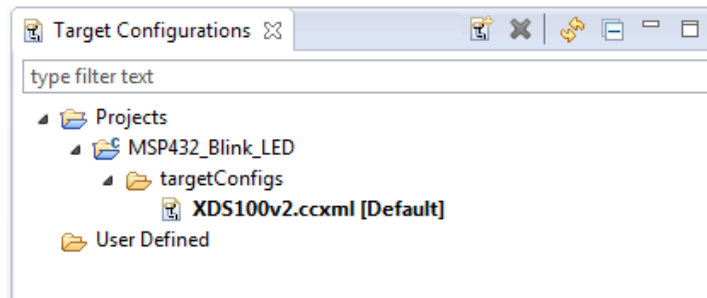 Target Configurations
type filter text
Projects
MSP432_Blink_LED
targetConfigs
XDS100v2.ccxml [Default]
User Defined